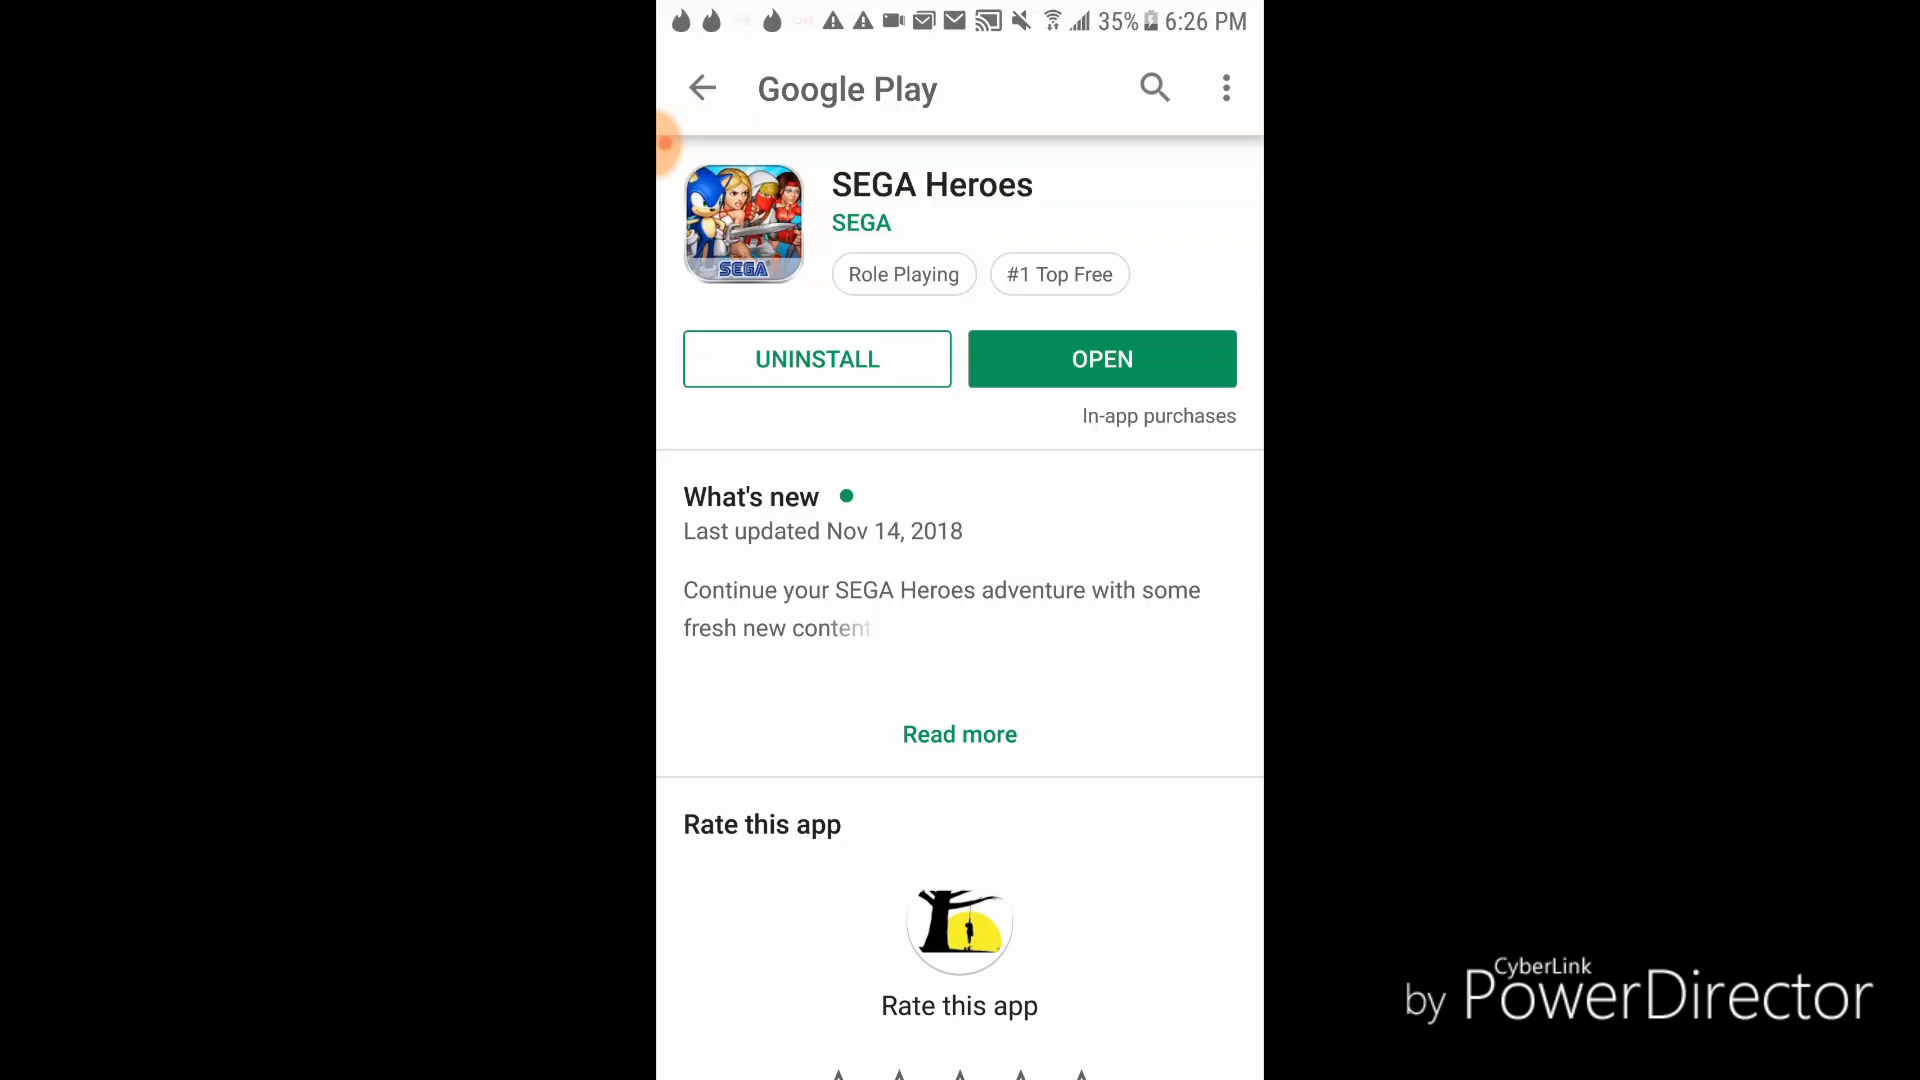 35% 6:26 PM
Google Play
SEGA Heroes
SEGA
Role Playing
#1 Top Free
SEGA
UNINSTALL
OPEN
In-app purchases
What's new
Last updated Nov 14, 2018
Continue your SEGA Heroes adventure with some
fresh new content.
Read more
Rate this app
Rate this app
CyberLink
by PowerDirector